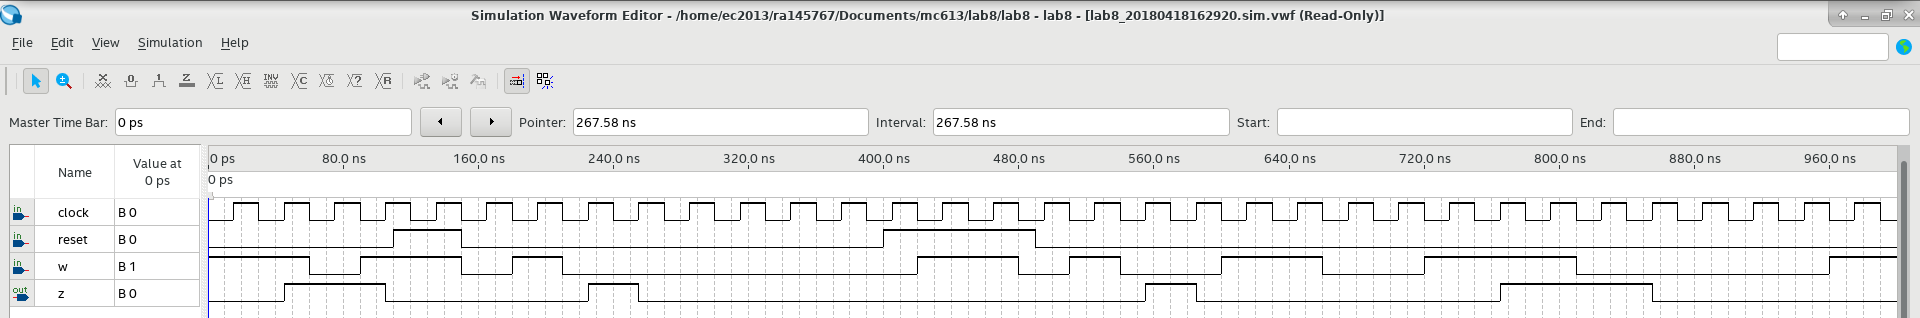 Simulation Waveform Editor - /home/ec2013/ra145767/Documents/mc613/lab8/lab8 - lab8 - [lab8_20180418162920.sim.vwf (Read-Only)]
File Edit View Simulation Help
Master Time Bar: 0 ps Pointer: 267.58 ns Interval: 267.58 ns Start: End:
Name Value at 0 ps
0 ps 80.0 ns 160.0 ns 240.0 ns 320.0 ns 400.0 ns 480.0 ns 560.0 ns 640.0 ns 720.0 ns 800.0 ns 880.0 ns 960.0 ns
0 ps
in clock B 0
in reset B 0
in w B 1
out z B 0